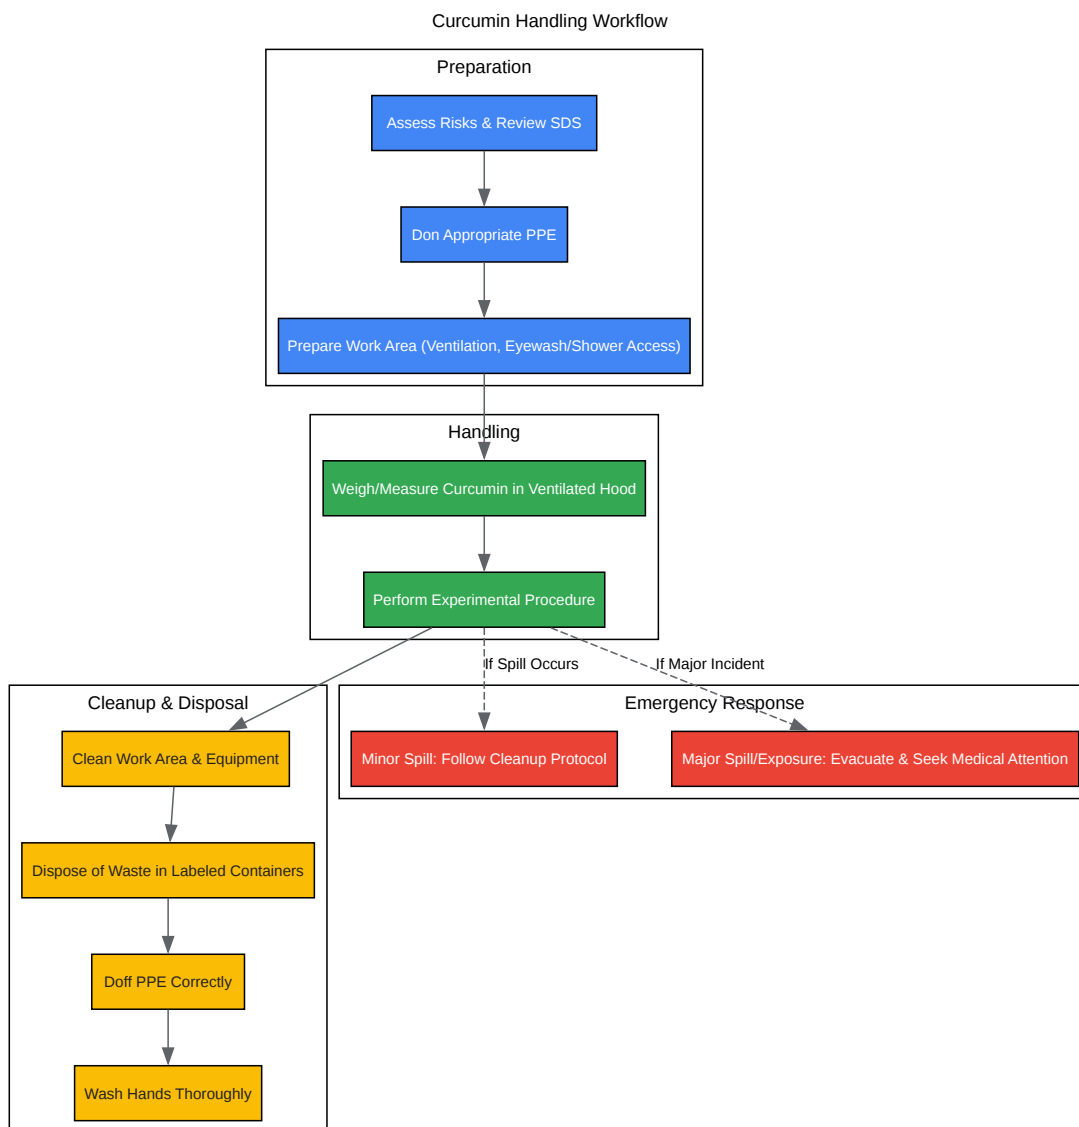 Curcumin Handling Workflow
Preparation
Assess Risks & Review SDS
Don Appropriate PPE
Prepare Work Area (Ventilation, Eyewash/Shower Access)
Handling
Weigh/Measure Curcumin in Ventilated Hood
Perform Experimental Procedure
If Spill Occurs
If Major Incident
Cleanup & Disposal
Emergency Response
Clean Work Area & Equipment
Minor Spill: Follow Cleanup Protocol
Major Spill/Exposure: Evacuate & Seek Medical Attention
Dispose of Waste in Labeled Containers
Doff PPE Correctly
Wash Hands Thoroughly